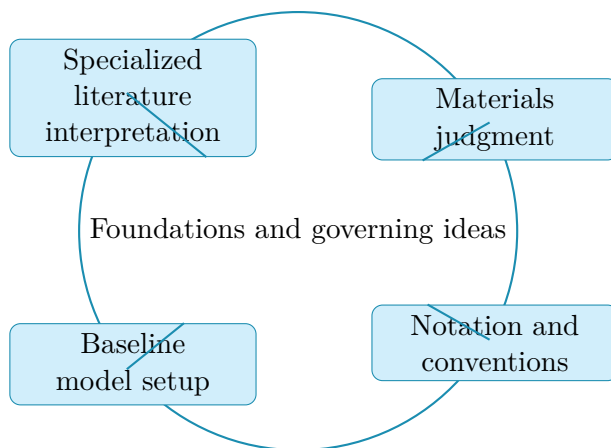 Specialized
literature
interpretation
Materials
judgment
Foundations and governing ideas
Baseline
model setup
Notation and
conventions